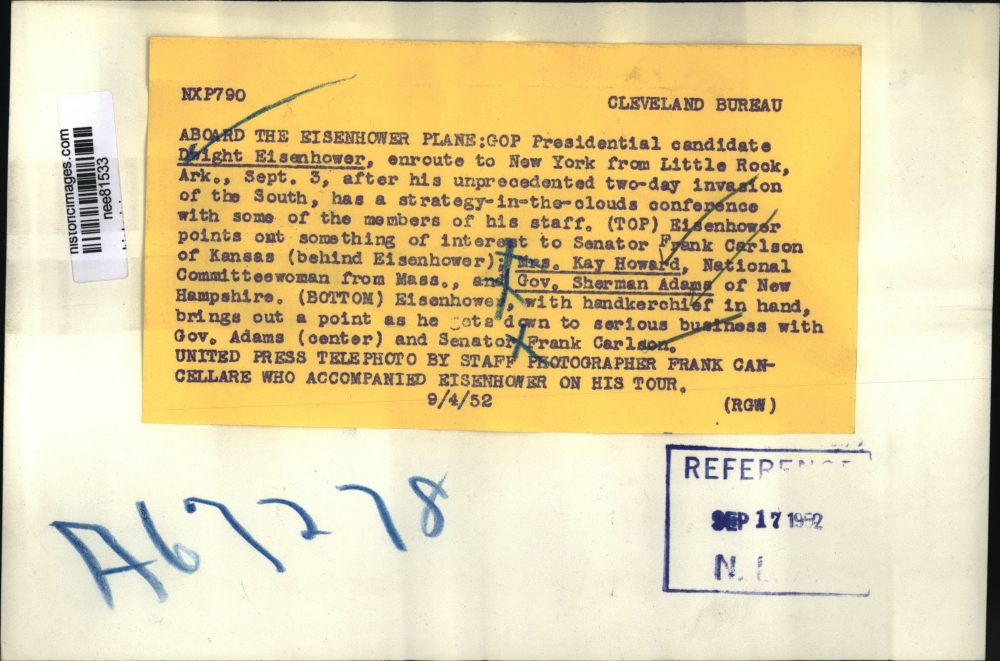 NXP790
CLEVELAND BUREAU
ABOARD THE EISENHOWER PLANE:GOP Presidential candidate
Dwight Eisenhower, enroute to New York from Little Rock,
Ark., Sept. 3, after his unprecedented two-day invasion
of the South, has a strategy-in-the-clouds conference
with some of the members of his staff. (TOP) Eisenhower
points out something of interest to Senator Frank Carlson
of Kansas (behind Eisenhower) Mrs. Kay Howard, National
Committeewoman from Mass., and Gov. Sherman Adams of New
Hampshire. (BOTTOM) Eisenhower, with handkerchief in hand,
brings out a point as he gets down to serious business with
Gov. Adams (center) and Senator Frank Carlson.
UNITED PRESS TELEPHOTO BY STAFF PHOTOGRAPHER FRANK CAN-
CELLARE WHO ACCOMPANIED EISENHOWER ON HIS TOUR.
9/4/52
(RGW)
historicimages.com
nee81533
A67278
REFERENCE
SEP 17 1952
N.